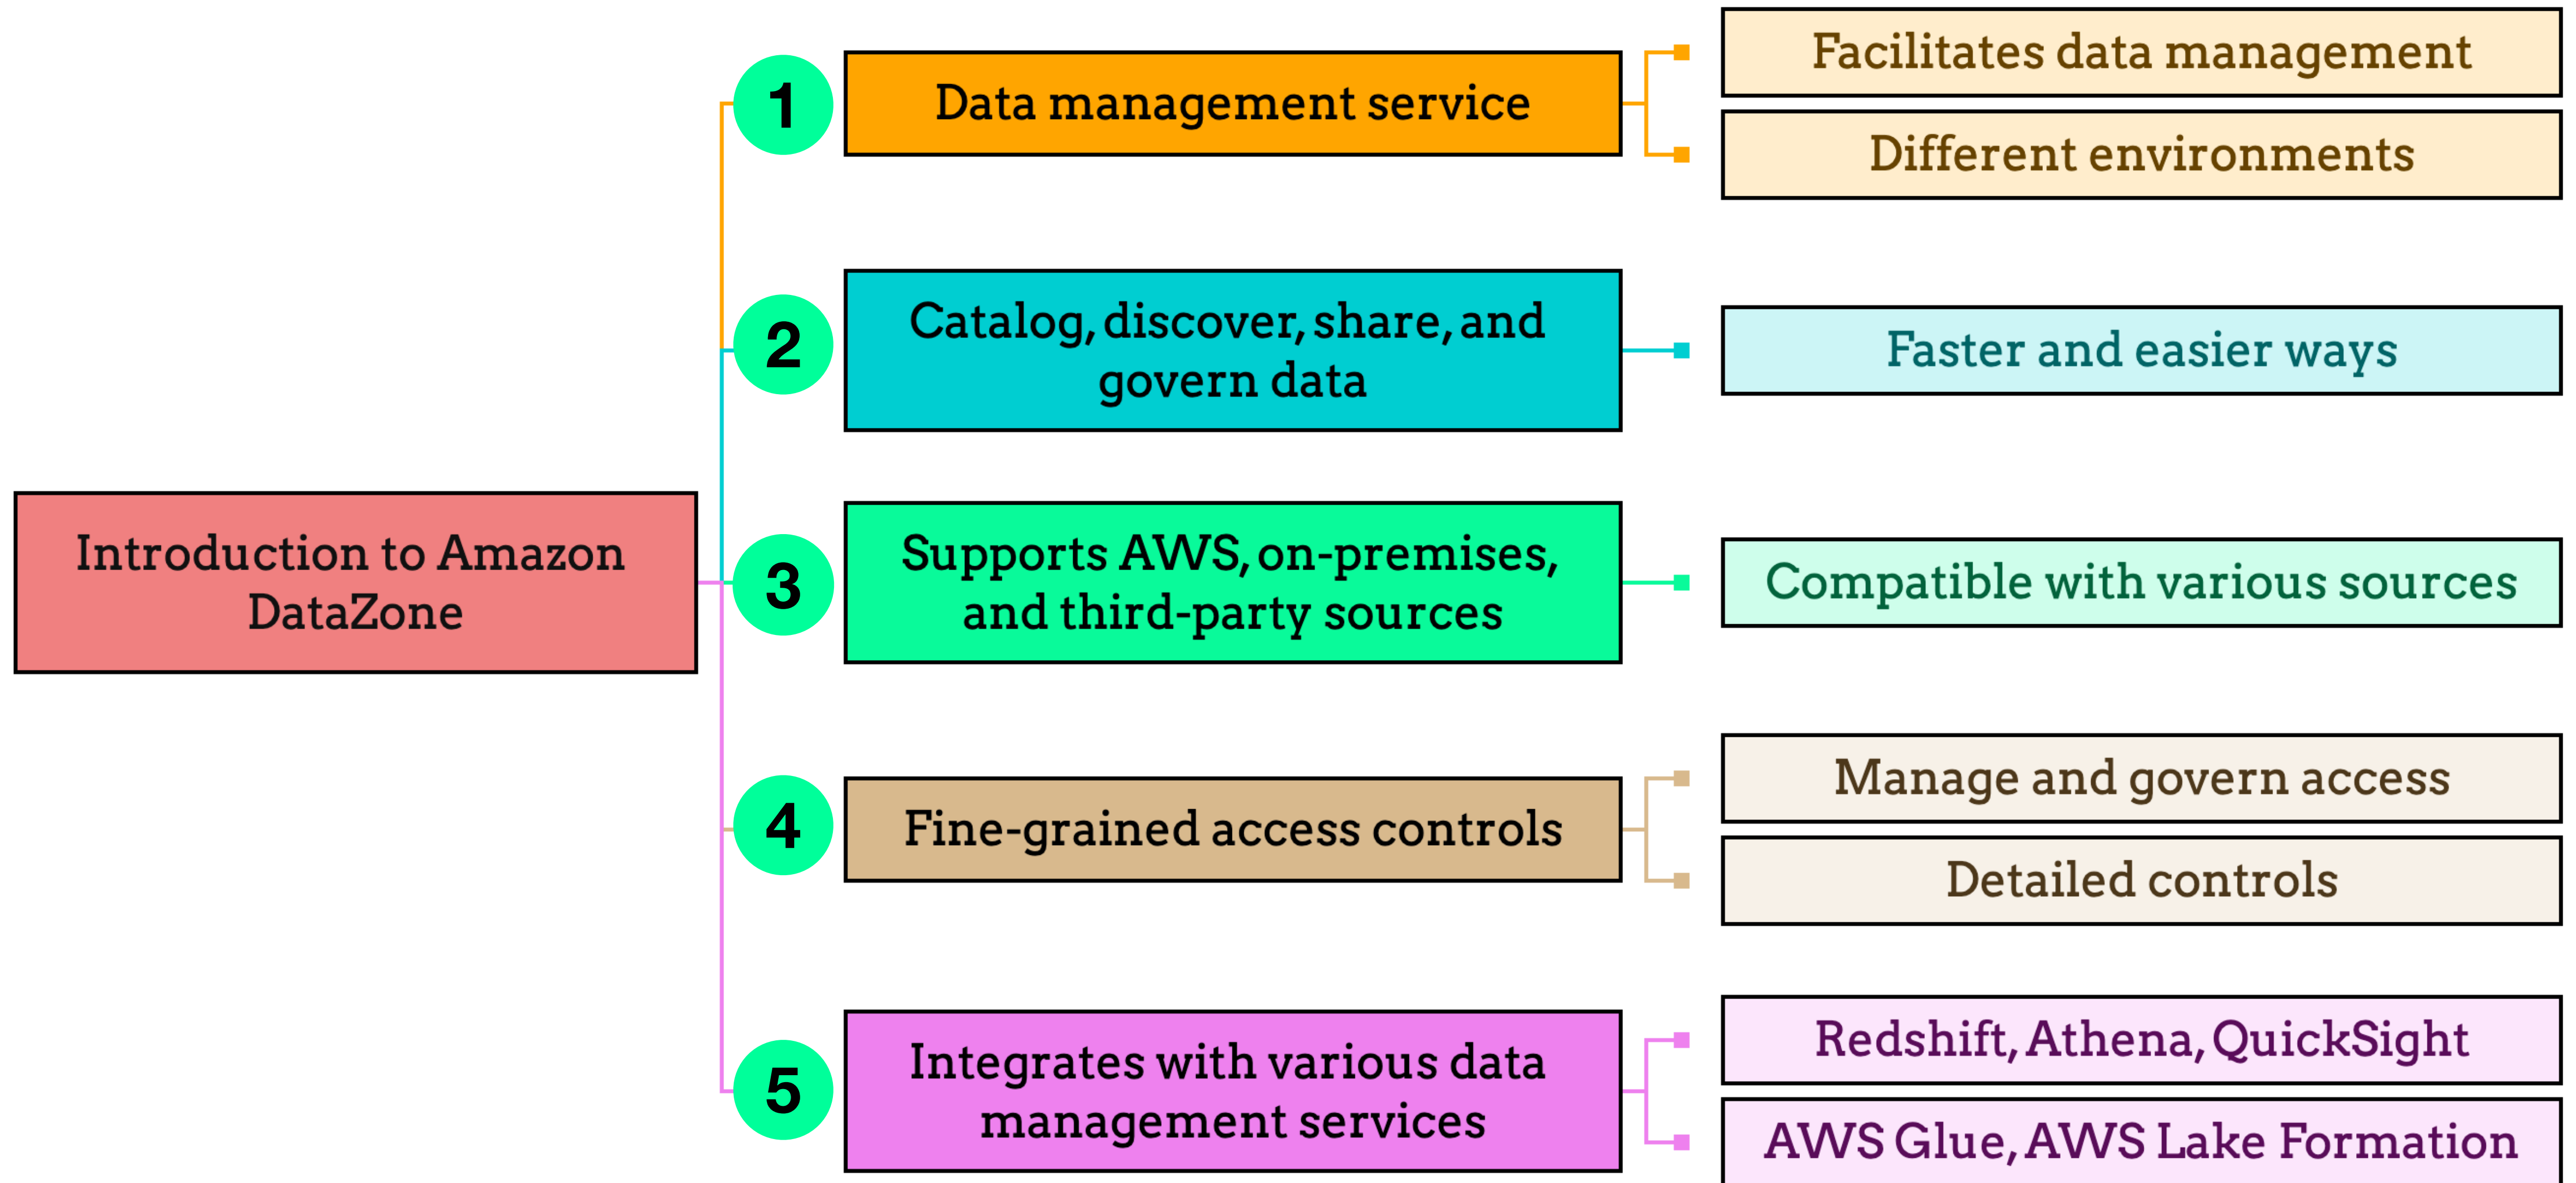 Introduction to Amazon
DataZone
1
Data management service
Facilitates data management
Different environments
2
Catalog, discover, share, and
govern data
Faster and easier ways
3
Supports AWS, on-premises,
and third-party sources
Compatible with various sources
4
Fine-grained access controls
Manage and govern access
Detailed controls
5
Integrates with various data
management services
Redshift, Athena, QuickSight
AWS Glue, AWS Lake Formation